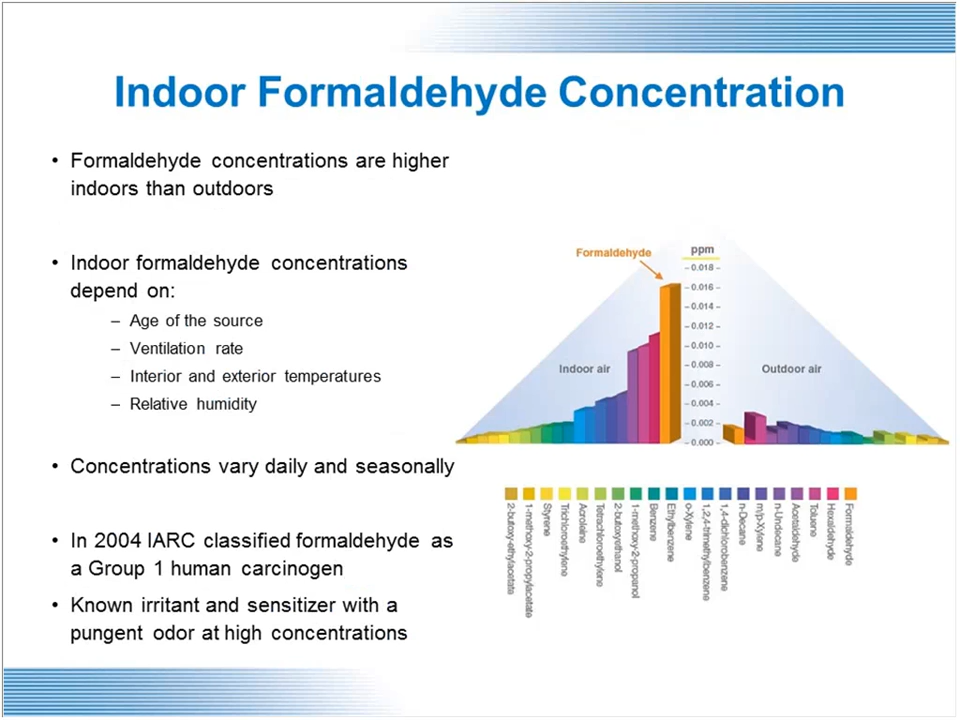 Indoor Formaldehyde Concentration
• Formaldehyde concentrations are higher
indoors than outdoors
• Indoor formaldehyde concentrations
depend on:
– Age of the source
– Ventilation rate
– Interior and exterior temperatures
– Relative humidity
• Concentrations vary daily and seasonally
• In 2004 IARC classified formaldehyde as
a Group 1 human carcinogen
• Known irritant and sensitizer with a
pungent odor at high concentrations
Formaldehyde
ppm
0.018
0.016
0.014
0.012
0.010
0.008
0.006
0.004
0.002
0.000
Indoor air
Outdoor air
2-butoxy-ethylacetate
1-methoxy-2-propylacetate
Styrene
Trichloroethylene
Acroleine
Tetrachloroethylene
2-butoxyethanol
1-methoxy-2-propanol
Benzene
Ethylbenzene
o-Xylene
1,2,4-trimethylbenzene
1,4-dichlorobenzene
n-Decane
m/p-Xylene
n-Undecane
Acetaldehyde
Toluene
Hexaldehyde
Formaldehyde